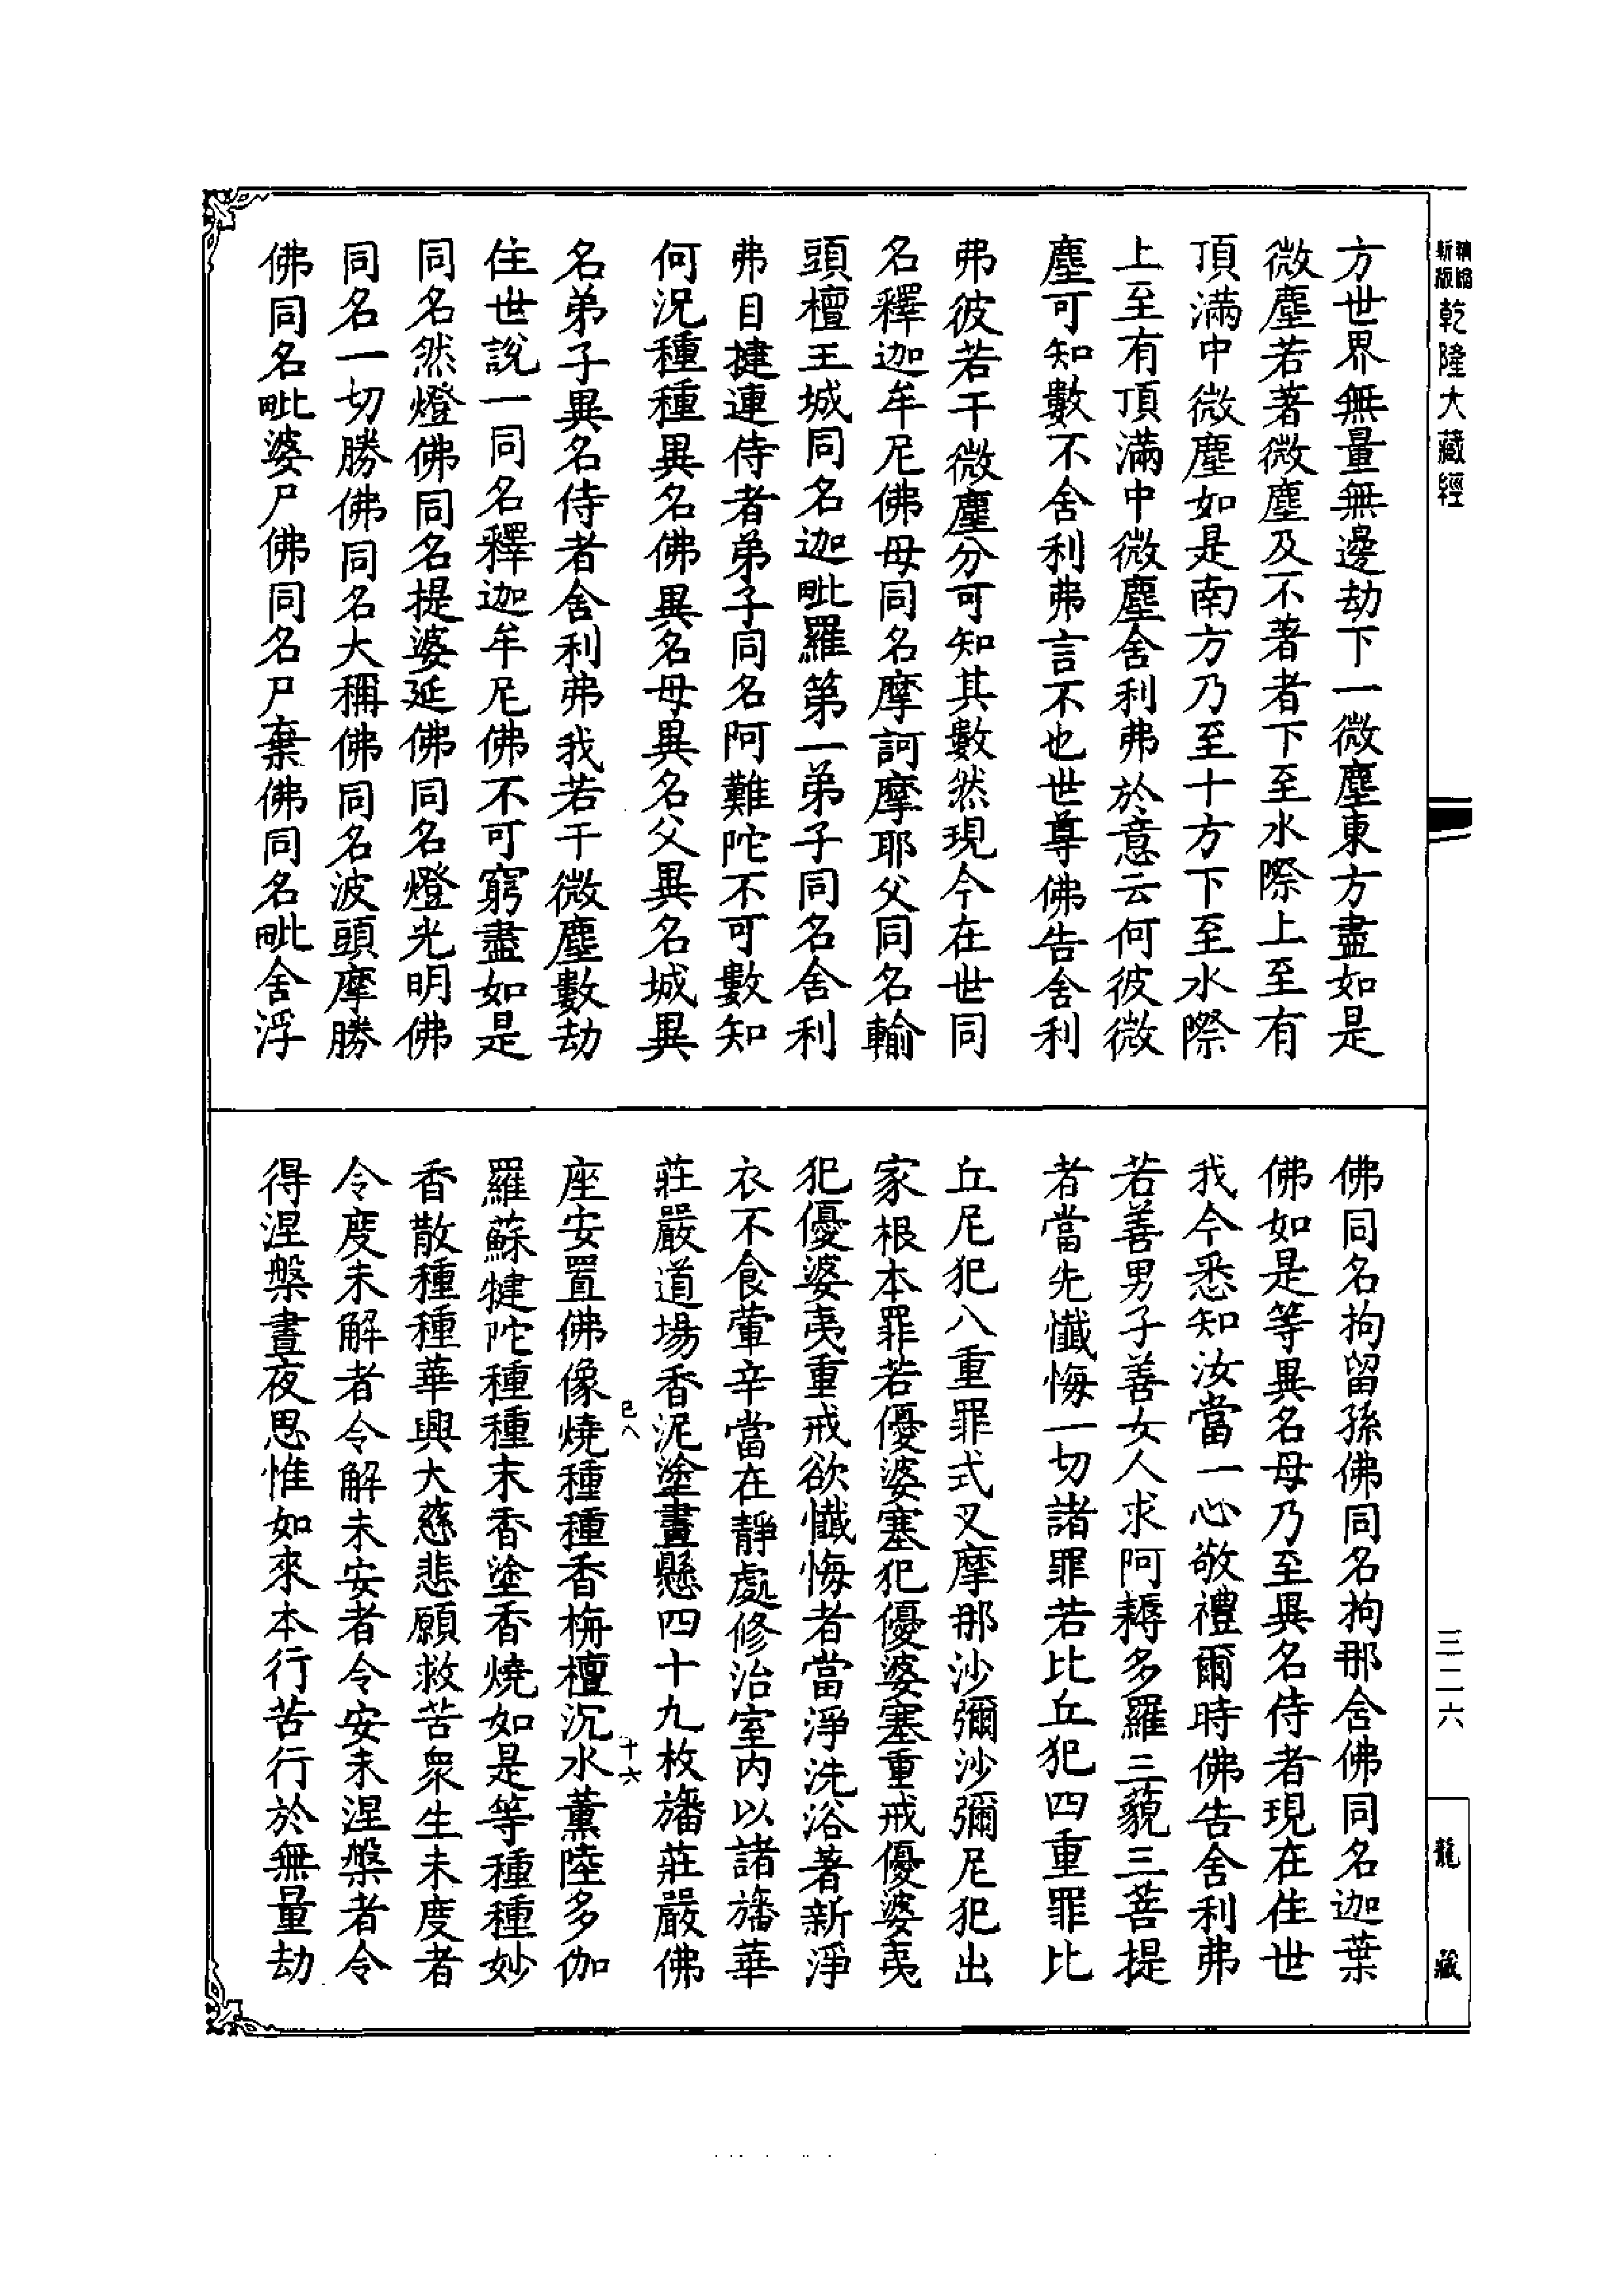 精縮
新版
乾隆大藏經
方世界無量無邊劫下一微塵東方盡如是
微塵若著微塵及不著者下至水際上至有
頂滿中微塵如是南方乃至十方下至水際
上至有頂滿中微塵舍利弗於意云何彼微
塵可知數不舍利弗言不也世尊佛告舍利
弗彼若干微塵分可知其數然現今在世同
名釋迦牟尼佛母同名摩訶摩耶父同名輸
頭檀王城同名迦毗羅第一弟子同名舍利
弗目揵連侍者弟子同名阿難陀不可數知
何況種種異名佛異名母異名父異名城異
名弟子異名侍者舍利弗我若干微塵數劫
住世說一同名釋迦牟尼佛不可窮盡如是
同名然燈佛同名提婆延佛同名燈光明佛
同名一切勝佛同名大稱佛同名波頭摩勝
佛同名毗婆尸佛同名尸棄佛同名毗舍浮
佛同名拘留孫佛同名拘那含佛同名迦葉
佛如是等異名母乃至異名侍者現在住世
我今悉知汝當一心敬禮爾時佛告舍利弗
若善男子善女人求阿耨多羅三藐三菩提
者當先懺悔一切諸罪若比丘犯四重罪比
丘尼犯八重罪式叉摩那沙彌沙彌尼犯出
家根本罪若優婆塞犯優婆塞重戒優婆夷
犯優婆夷重戒欲懺悔者當淨洗浴著新淨
衣不食葷辛當在靜處修治室內以諸旛華
莊嚴道場香泥塗畫懸四十九枚旛莊嚴佛
座安置佛像燒種種香栴檀沉水薰陸多伽
羅蘇犍陀種種末香塗香燒如是等種種妙
香散種種華興大慈悲願救苦眾生未度者
令度未解者令解未安者令安未涅槃者令
得涅槃晝夜思惟如來本行苦行於無量劫
已八
十六
三二六
龍藏